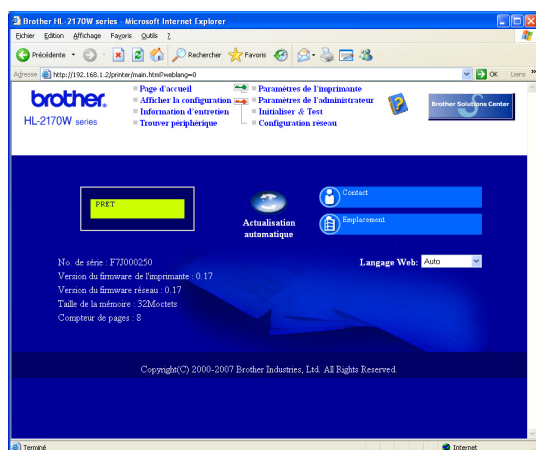 Brother HL-2170W series - Microsoft Internet Explorer
Fichier Edition Affichage Favoris Outils ?
Précédente Rechercher Favoris
Adresse http://192.168.1.2/printer/main.html?weblang=0 OK Liens »
brother®
HL-2170W series
Page d'accueil
Afficher la configuration
Information d'entretien
Trouver périphérique
Paramètres de l'imprimante
Paramètres de l'administrateur
Initialiser & Test
Configuration réseau
Brother Solutions Center
PRET
Actualisation
automatique
Contact
Emplacement
No. de série : F7J000250
Version du firmware de l'imprimante : 0.17
Version du firmware réseau : 0.17
Taille de la mémoire : 32Moctets
Compteur de pages : 8
Langage Web: Auto
Copyright(C) 2000-2007 Brother Industries, Ltd. All Rights Reserved.
Terminé Internet